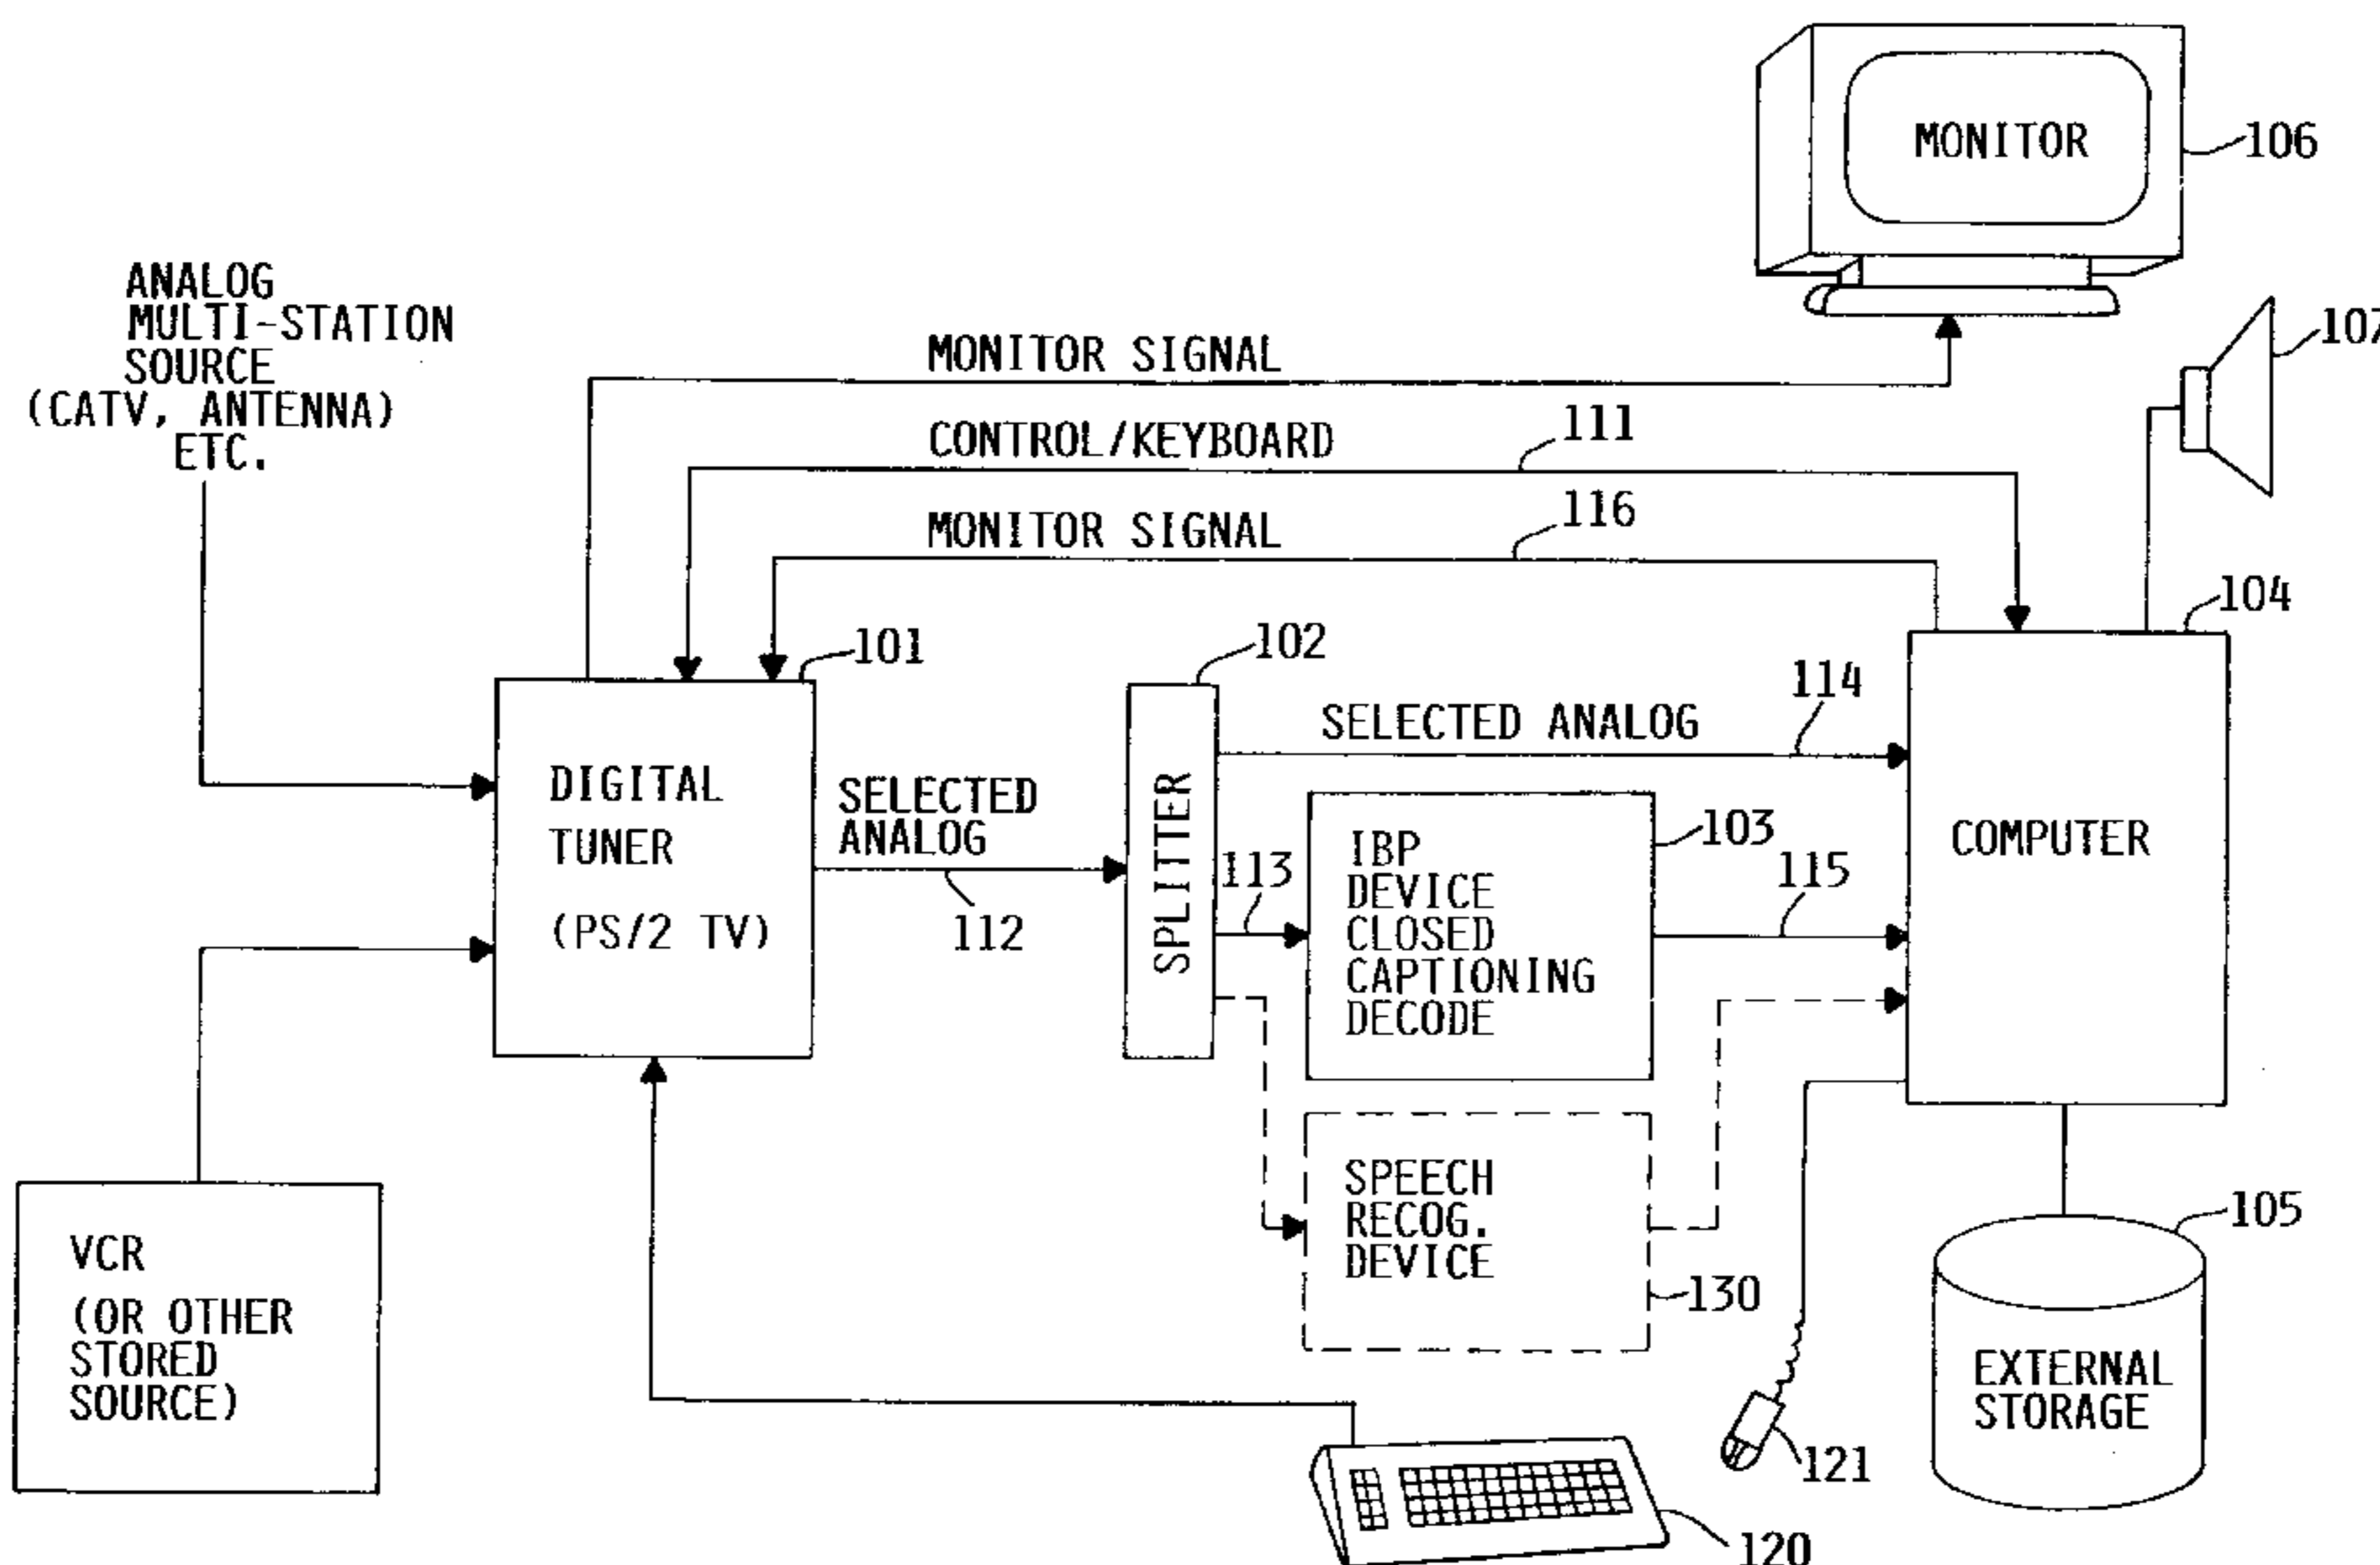 MONITOR
106
107
ANALOG
MULTI-STATION
SOURCE
(CATV, ANTENNA)
ETC.
MONITOR SIGNAL
CONTROL/KEYBOARD
111
MONITOR SIGNAL
116
104
101
102
114
SELECTED ANALOG
DIGITAL
TUNER
(PS/2 TV)
SELECTED
ANALOG
112
SPLITTER
113
IBP
DEVICE
CLOSED
CAPTIONING
DECODE
103
115
COMPUTER
SPEECH
RECOG.
DEVICE
130
VCR
(OR OTHER
STORED
SOURCE)
105
EXTERNAL
STORAGE
121
120